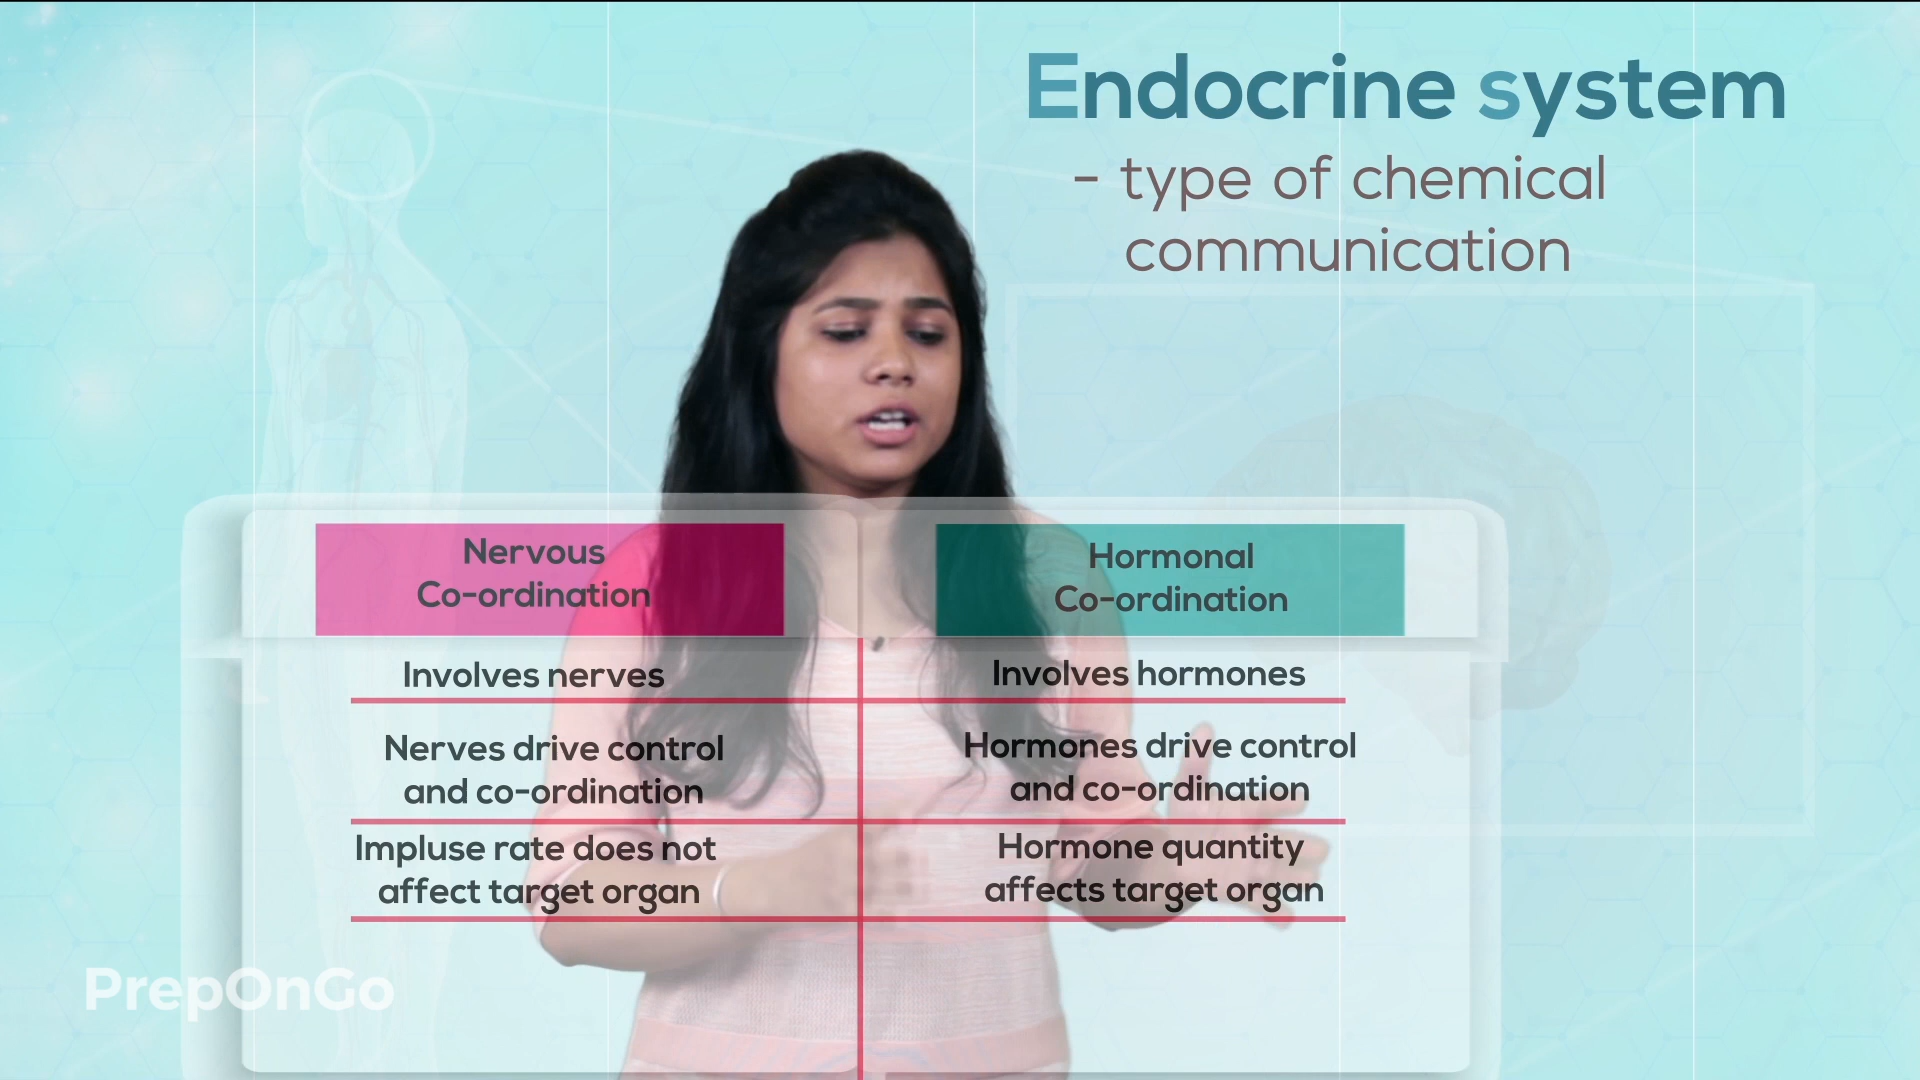 Endocrine system
- type of chemical
communication
Nervous
Co-ordination
Hormonal
Co-ordination
Involves nerves
Involves hormones
Nerves drive control
and co-ordination
Hormones drive control
and co-ordination
Impluse rate does not
affect target organ
Hormone quantity
affects target organ
PrepOnGo